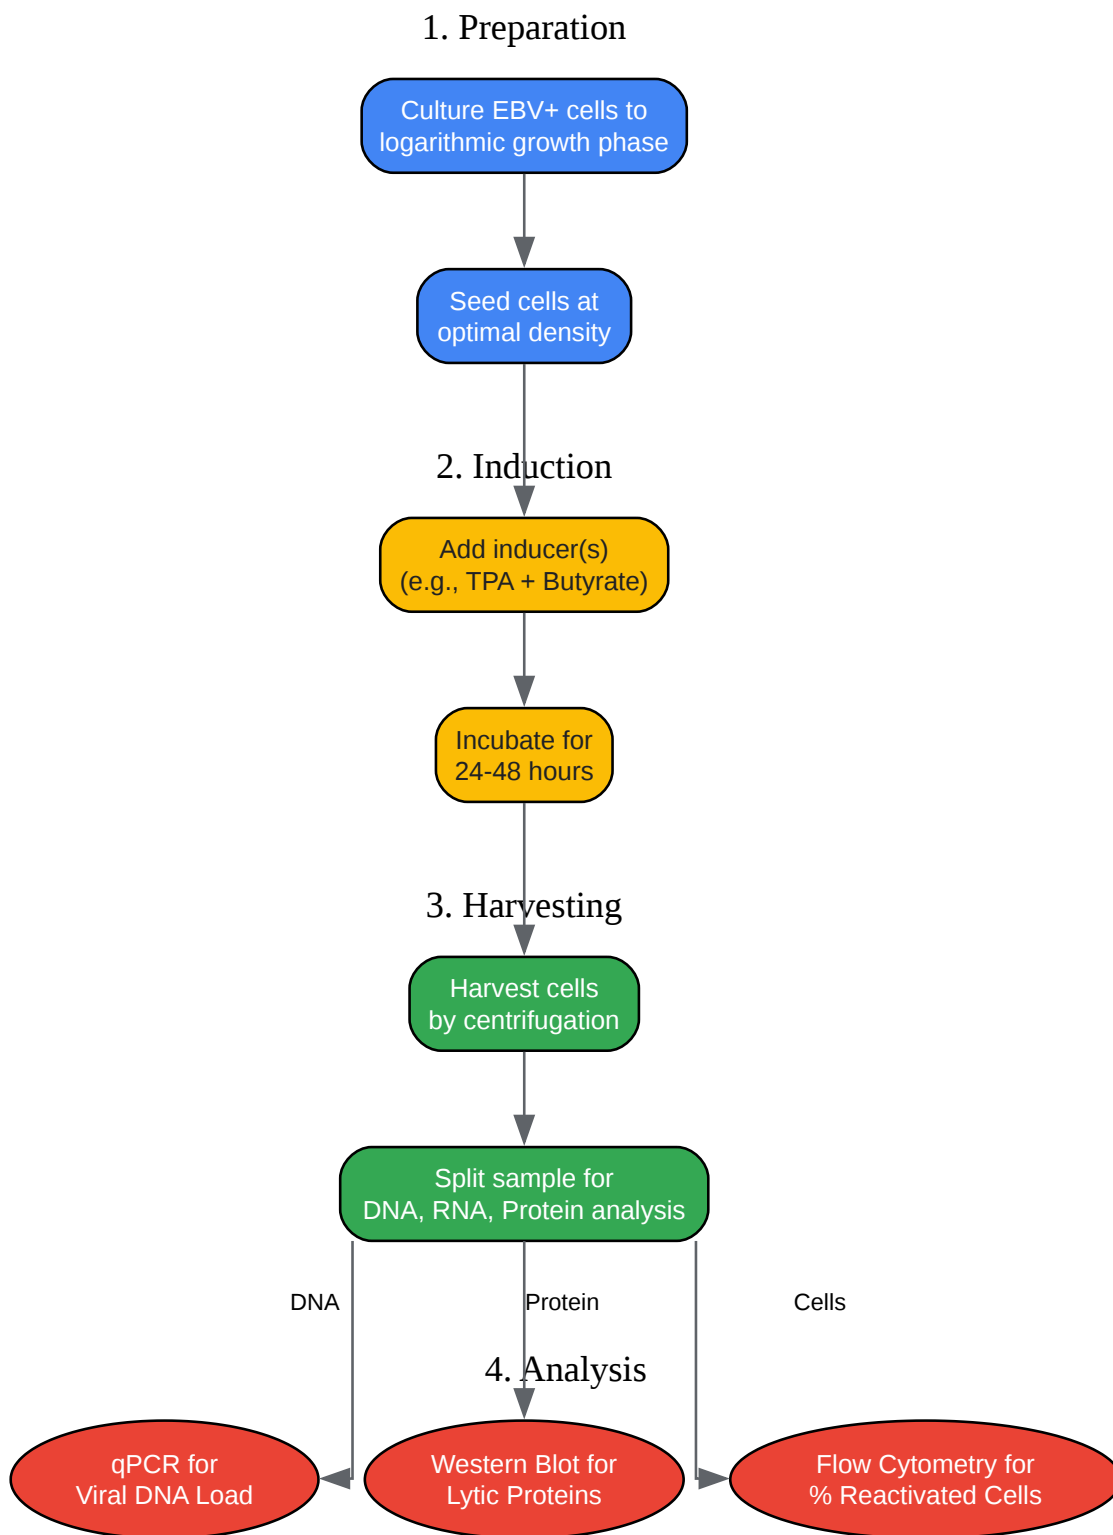 1. Preparation
Culture EBV+ cells to
logarithmic growth phase
Seed cells at
optimal density
2. Induction
Add inducer(s)
(e.g., TPA + Butyrate)
Incubate for
24-48 hours
3. Harvesting
Harvest cells
by centrifugation
Split sample for
DNA, RNA, Protein analysis
DNA
Protein
Cells
4. Analysis
qPCR for
Viral DNA Load
Western Blot for
Lytic Proteins
Flow Cytometry for
% Reactivated Cells